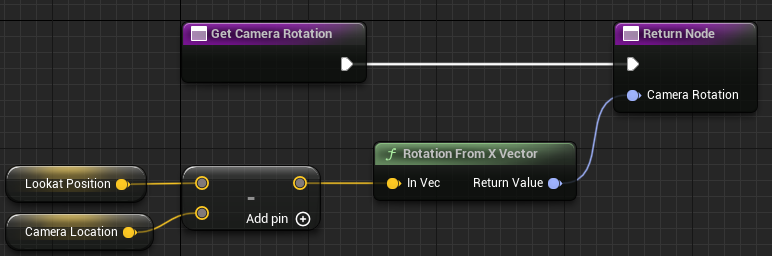 Get Camera Rotation
Return Node
Camera Rotation
Rotation From X Vector
Lookat Position
In Vec
Return Value
-
Add pin
Camera Location